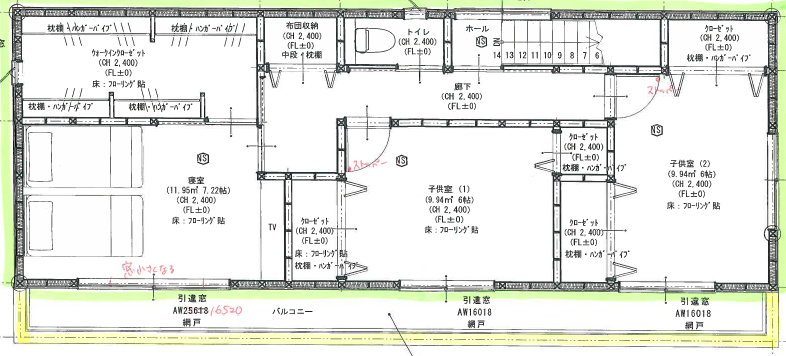 枕棚・ハンガーパイプ
枕棚・ハンガーパイプ
ウォークインクローゼット
(CH 2,400)
(FL±0)
床：フローリング貼
枕棚・ハンガーパイプ
枕棚・ハンガーパイプ
布団収納
(CH 2,400)
(FL±0)
中段・枕棚
トイレ
(CH 2,400)
(FL±0)
ホール
NS
IN
14 13 12 11 10 9 8 7 6
クローゼット
(CH 2,400)
(FL±0)
枕棚・ハンガーパイプ
廊下
(CH 2,400)
(FL±0)
ストッパー
NS
寝室
(11.95㎡ 7.22帖)
(CH 2,400)
(FL±0)
床：フローリング貼
NS
TV
窓小さくなる
クローゼット
(CH 2,400)
(FL±0)
床：フローリング貼
枕棚・ハンガーパイプ
ストッパー
NS
子供室 (1)
(9.94㎡ 6帖)
(CH 2,400)
(FL±0)
床：フローリング貼
クローゼット
(CH 2,400)
(FL±0)
枕棚・ハンガーパイプ
クローゼット
(CH 2,400)
(FL±0)
枕棚・ハンガーパイプ
子供室 (2)
(9.94㎡ 6帖)
(CH 2,400)
(FL±0)
床：フローリング貼
引違窓
AW25618 16520
網戸
バルコニー
引違窓
AW16018
網戸
引違窓
AW16018
網戸